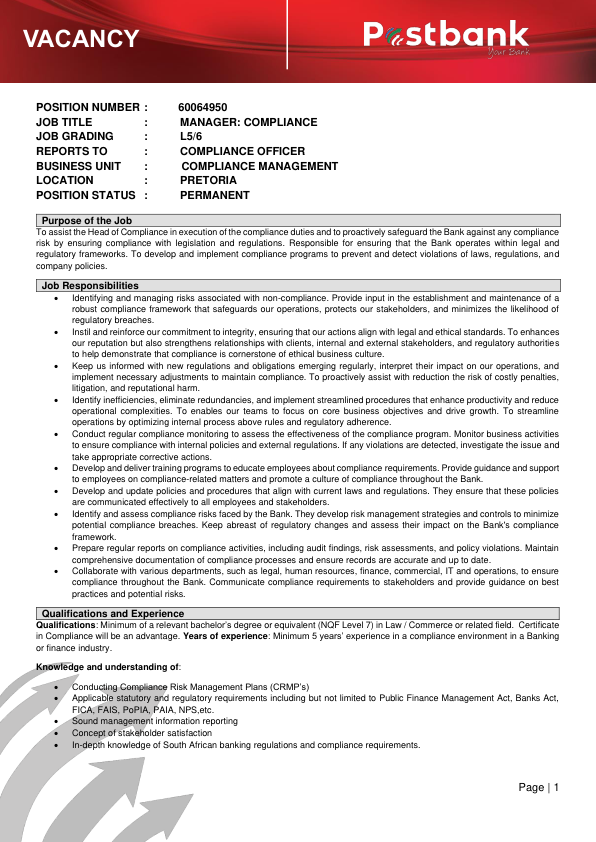 VACANCY
Postbank
Your Bank
POSITION NUMBER : 60064950
JOB TITLE : MANAGER: COMPLIANCE
JOB GRADING : L5/6
REPORTS TO : COMPLIANCE OFFICER
BUSINESS UNIT : COMPLIANCE MANAGEMENT
LOCATION : PRETORIA
POSITION STATUS : PERMANENT
Purpose of the Job
To assist the Head of Compliance in execution of the compliance duties and to proactively safeguard the Bank against any compliance
risk by ensuring compliance with legislation and regulations. Responsible for ensuring that the Bank operates within legal and
regulatory frameworks. To develop and implement compliance programs to prevent and detect violations of laws, regulations, and
company policies.
Job Responsibilities
• Identifying and managing risks associated with non-compliance. Provide input in the establishment and maintenance of a
robust compliance framework that safeguards our operations, protects our stakeholders, and minimizes the likelihood of
regulatory breaches.
• Instil and reinforce our commitment to integrity, ensuring that our actions align with legal and ethical standards. To enhances
our reputation but also strengthens relationships with clients, internal and external stakeholders, and regulatory authorities
to help demonstrate that compliance is cornerstone of ethical business culture.
• Keep us informed with new regulations and obligations emerging regularly, interpret their impact on our operations, and
implement necessary adjustments to maintain compliance. To proactively assist with reduction the risk of costly penalties,
litigation, and reputational harm.
• Identify inefficiencies, eliminate redundancies, and implement streamlined procedures that enhance productivity and reduce
operational complexities. To enable our teams to focus on core business objectives and drive growth. To streamline
operations by optimizing internal process above rules and regulatory adherence.
• Conduct regular compliance monitoring to assess the effectiveness of the compliance program. Monitor business activities
to ensure compliance with internal policies and external regulations. If any violations are detected, investigate the issue and
take appropriate corrective actions.
• Develop and deliver training programs to educate employees about compliance requirements. Provide guidance and support
to employees on compliance-related matters and promote a culture of compliance throughout the Bank.
• Develop and update policies and procedures that align with current laws and regulations. They ensure that these policies
are communicated effectively to all employees and stakeholders.
• Identify and assess compliance risks faced by the Bank. They develop risk management strategies and controls to minimize
potential compliance breaches. Keep abreast of regulatory changes and assess their impact on the Bank's compliance
framework.
• Prepare regular reports on compliance activities, including audit findings, risk assessments, and policy violations. Maintain
comprehensive documentation of compliance processes and ensure records are accurate and up to date.
• Collaborate with various departments, such as legal, human resources, finance, commercial, IT and operations, to ensure
compliance throughout the Bank. Communicate compliance requirements to stakeholders and provide guidance on best
practices and potential risks.
Qualifications and Experience
Qualifications: Minimum of a relevant bachelor's degree or equivalent (NQF Level 7) in Law / Commerce or related field. Certificate
in Compliance will be an advantage. Years of experience: Minimum 5 years' experience in a compliance environment in a Banking
or finance industry.
Knowledge and understanding of:
• Conducting Compliance Risk Management Plans (CRMP's)
• Applicable statutory and regulatory requirements including but not limited to Public Finance Management Act, Banks Act,
FICA, FAIS, PoPIA, PAIA, NPS,etc.
• Sound management information reporting
• Concept of stakeholder satisfaction
• In-depth knowledge of South African banking regulations and compliance requirements.
Page | 1